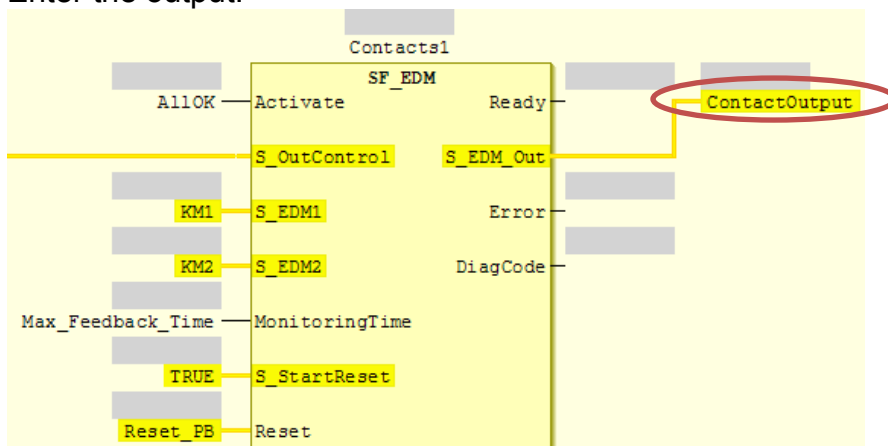 Enter the output.
Contacts1
SF_EDM
AllOK Activate Ready ContactOutput
S_OutControl S_EDM_Out
KM1 S_EDM1 Error
KM2 S_EDM2 DiagCode
Max_Feedback_Time MonitoringTime
TRUE S_StartReset
Reset_PB Reset